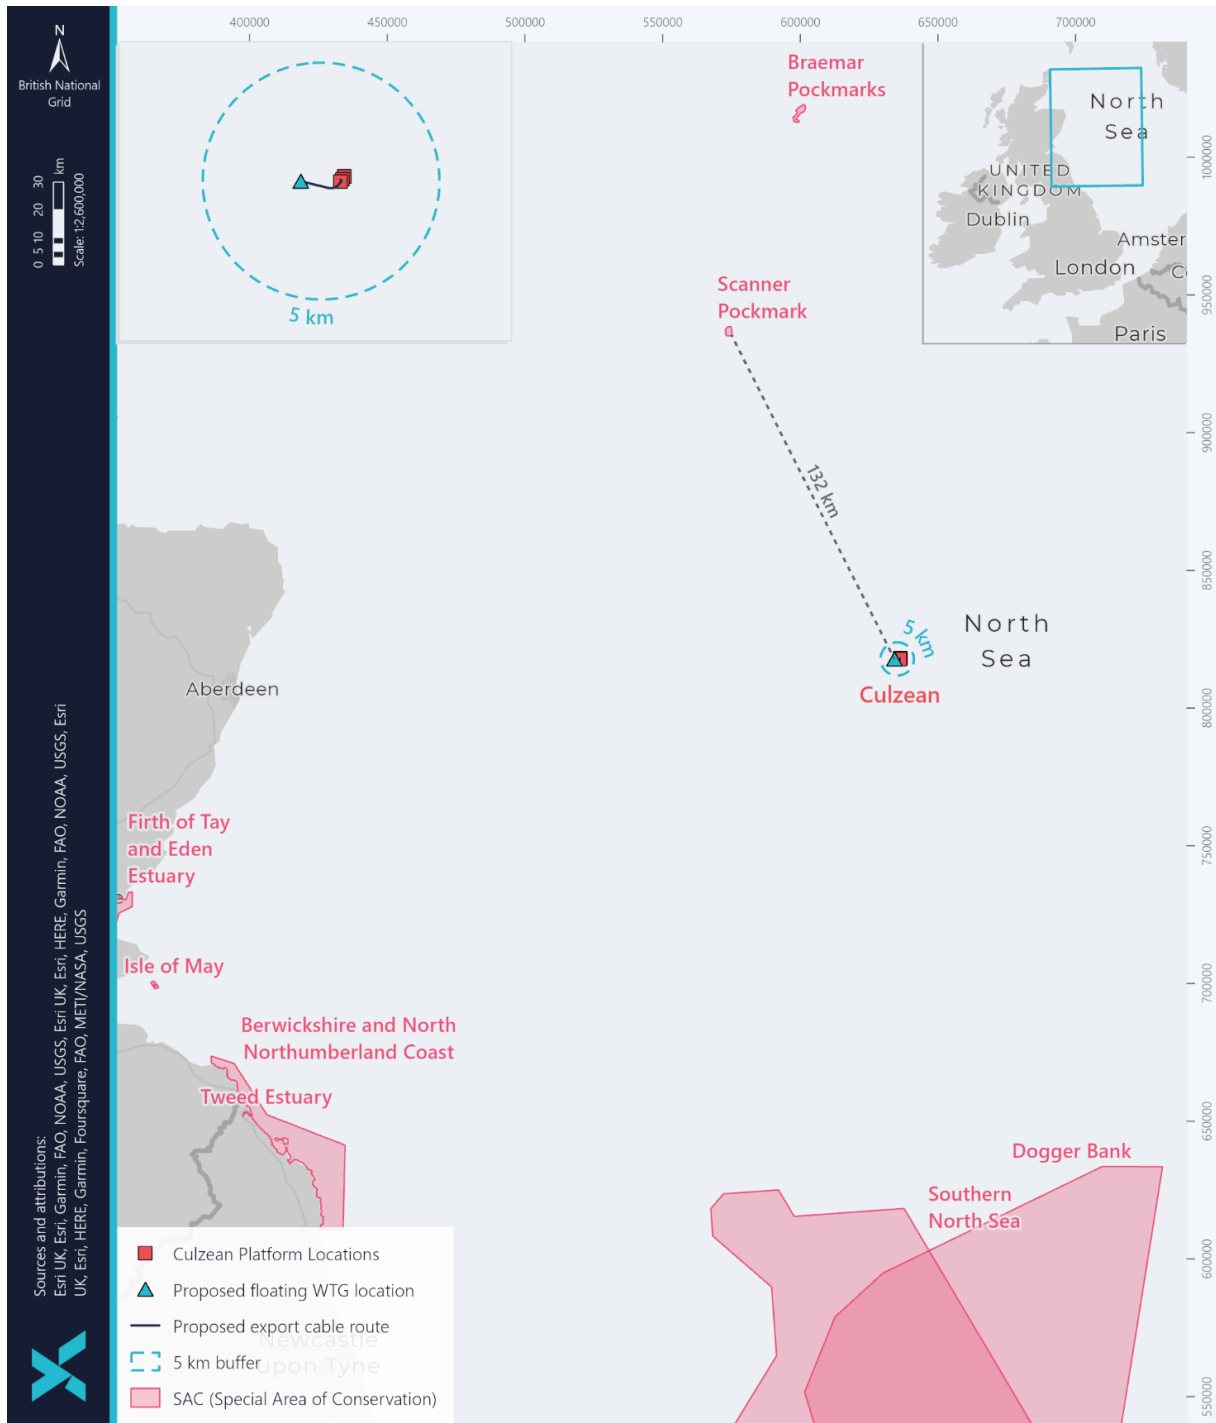 400000
450000
500000
550000
600000
650000
700000
N
British National
Grid
0 5 10 20 30 km
Scale: 1:2,600,000
5 km
Braemar
Pockmarks
North
Sea
UNITED
KINGDOM
Dublin
Amster
London
Co
Paris
1000000
950000
900000
850000
800000
750000
700000
650000
600000
550000
Scanner
Pockmark
132 km
5 km
North
Sea
Culzean
Aberdeen
Firth of Tay
and Eden
Estuary
Isle of May
Berwickshire and North
Northumberland Coast
Tweed Estuary
Dogger Bank
Southern
North Sea
Newcastle
upon Tyne
Culzean Platform Locations
Proposed floating WTG location
Proposed export cable route
5 km buffer
SAC (Special Area of Conservation)
Sources and attributions:
Esri UK, Esri, Garmin, FAO, NOAA, USGS, Esri UK, Esri, HERE, Garmin, FAO, NOAA, USGS, Esri
UK, Esri, HERE, Garmin, Foursquare, FAO, METI/NASA, USGS